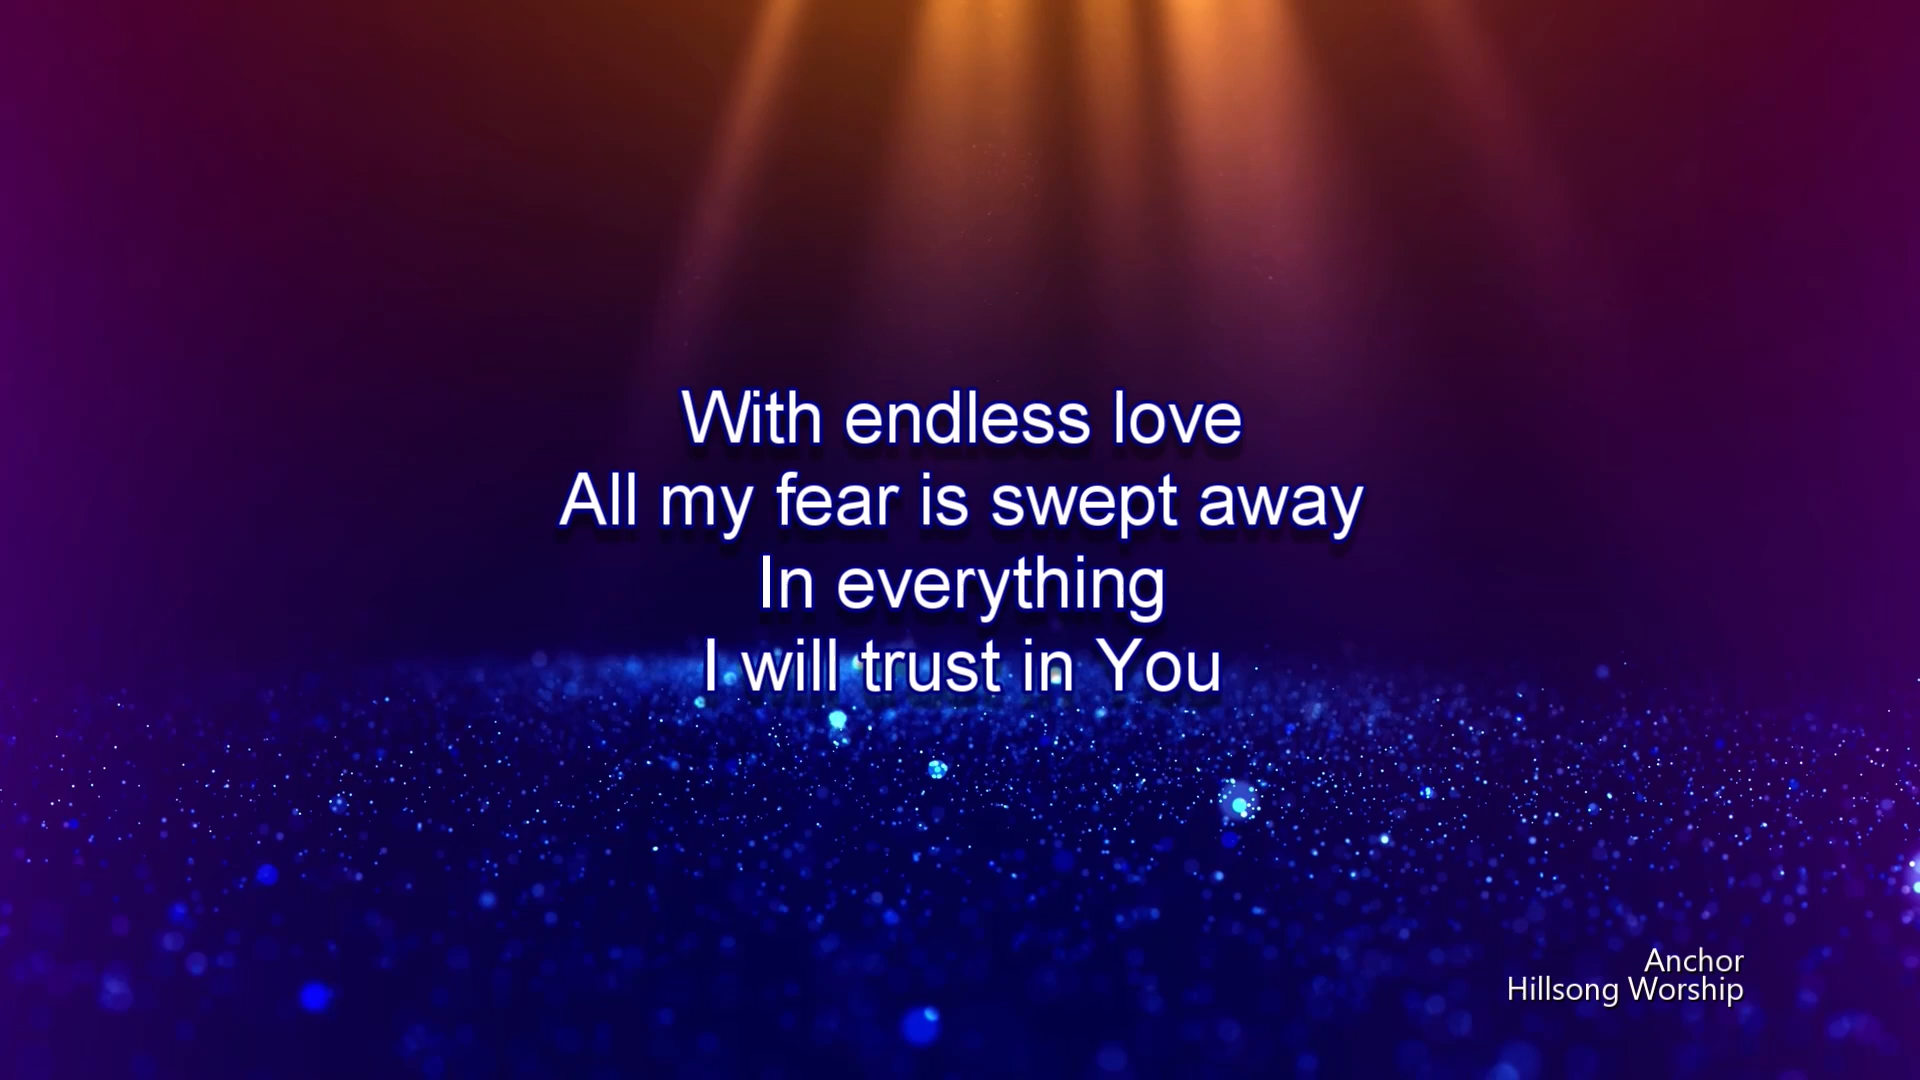 With endless love
All my fear is swept away
In everything
I will trust in You
Anchor
Hillsong Worship